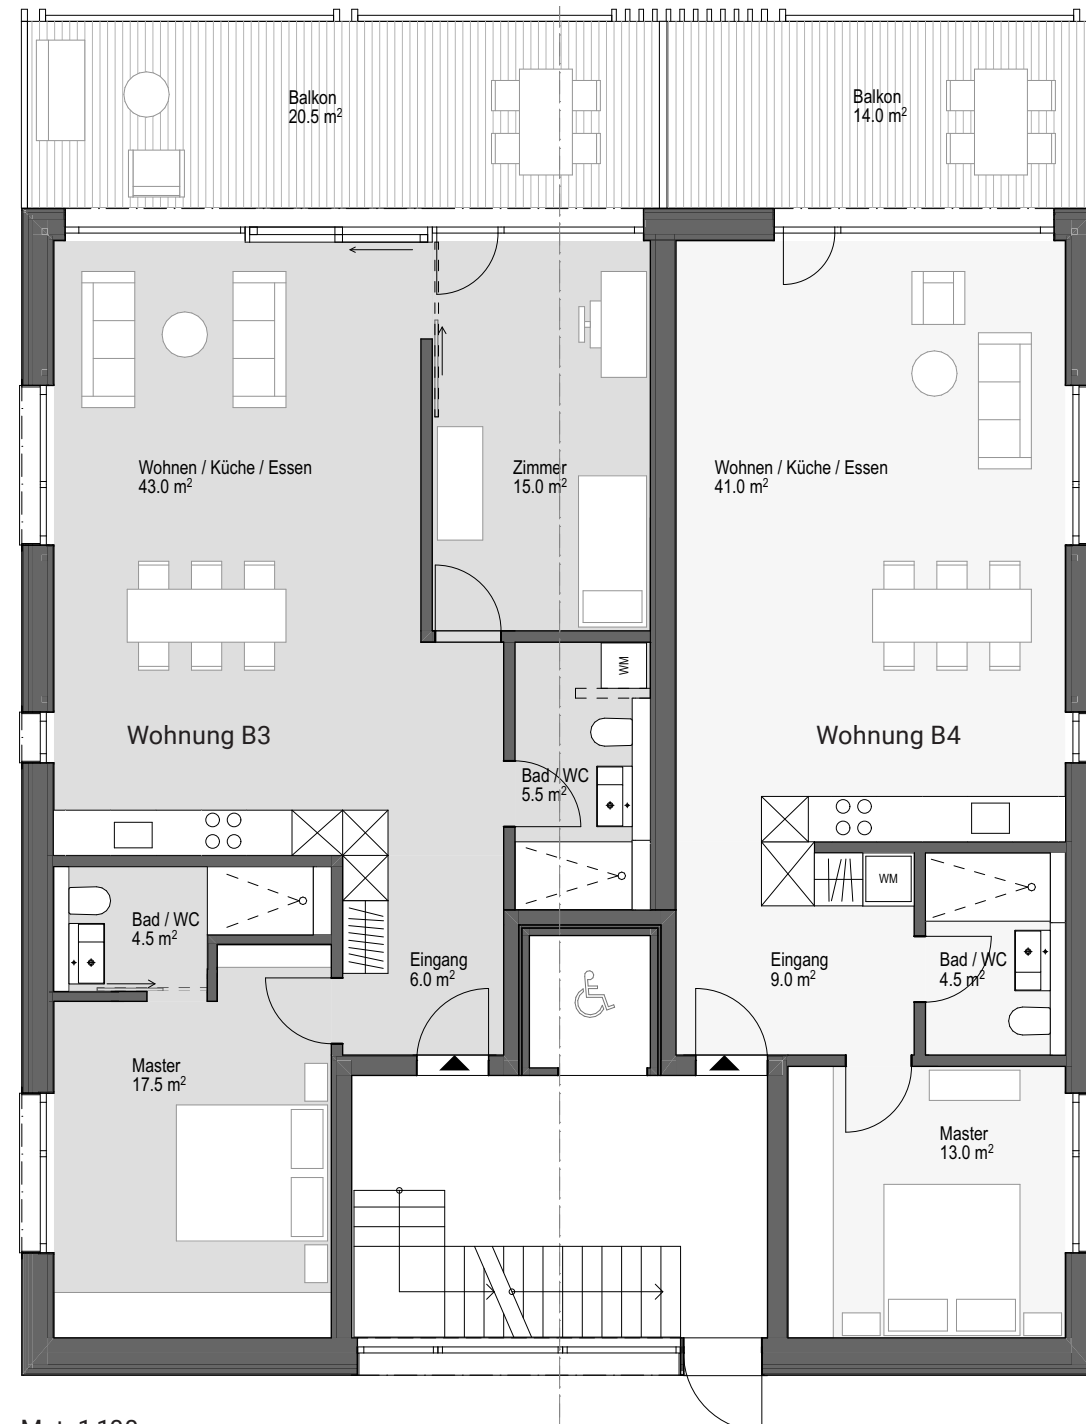 Balkon
20.5 m²
Balkon
14.0 m²
Wohnen / Küche / Essen
43.0 m²
Zimmer
15.0 m²
Wohnen / Küche / Essen
41.0 m²
WM
Wohnung B3
Wohnung B4
Bad / WC
5.5 m²
WM
Bad / WC
4.5 m²
Eingang
6.0 m²
Eingang
9.0 m²
Bad / WC
4.5 m²
Master
17.5 m²
Master
13.0 m²